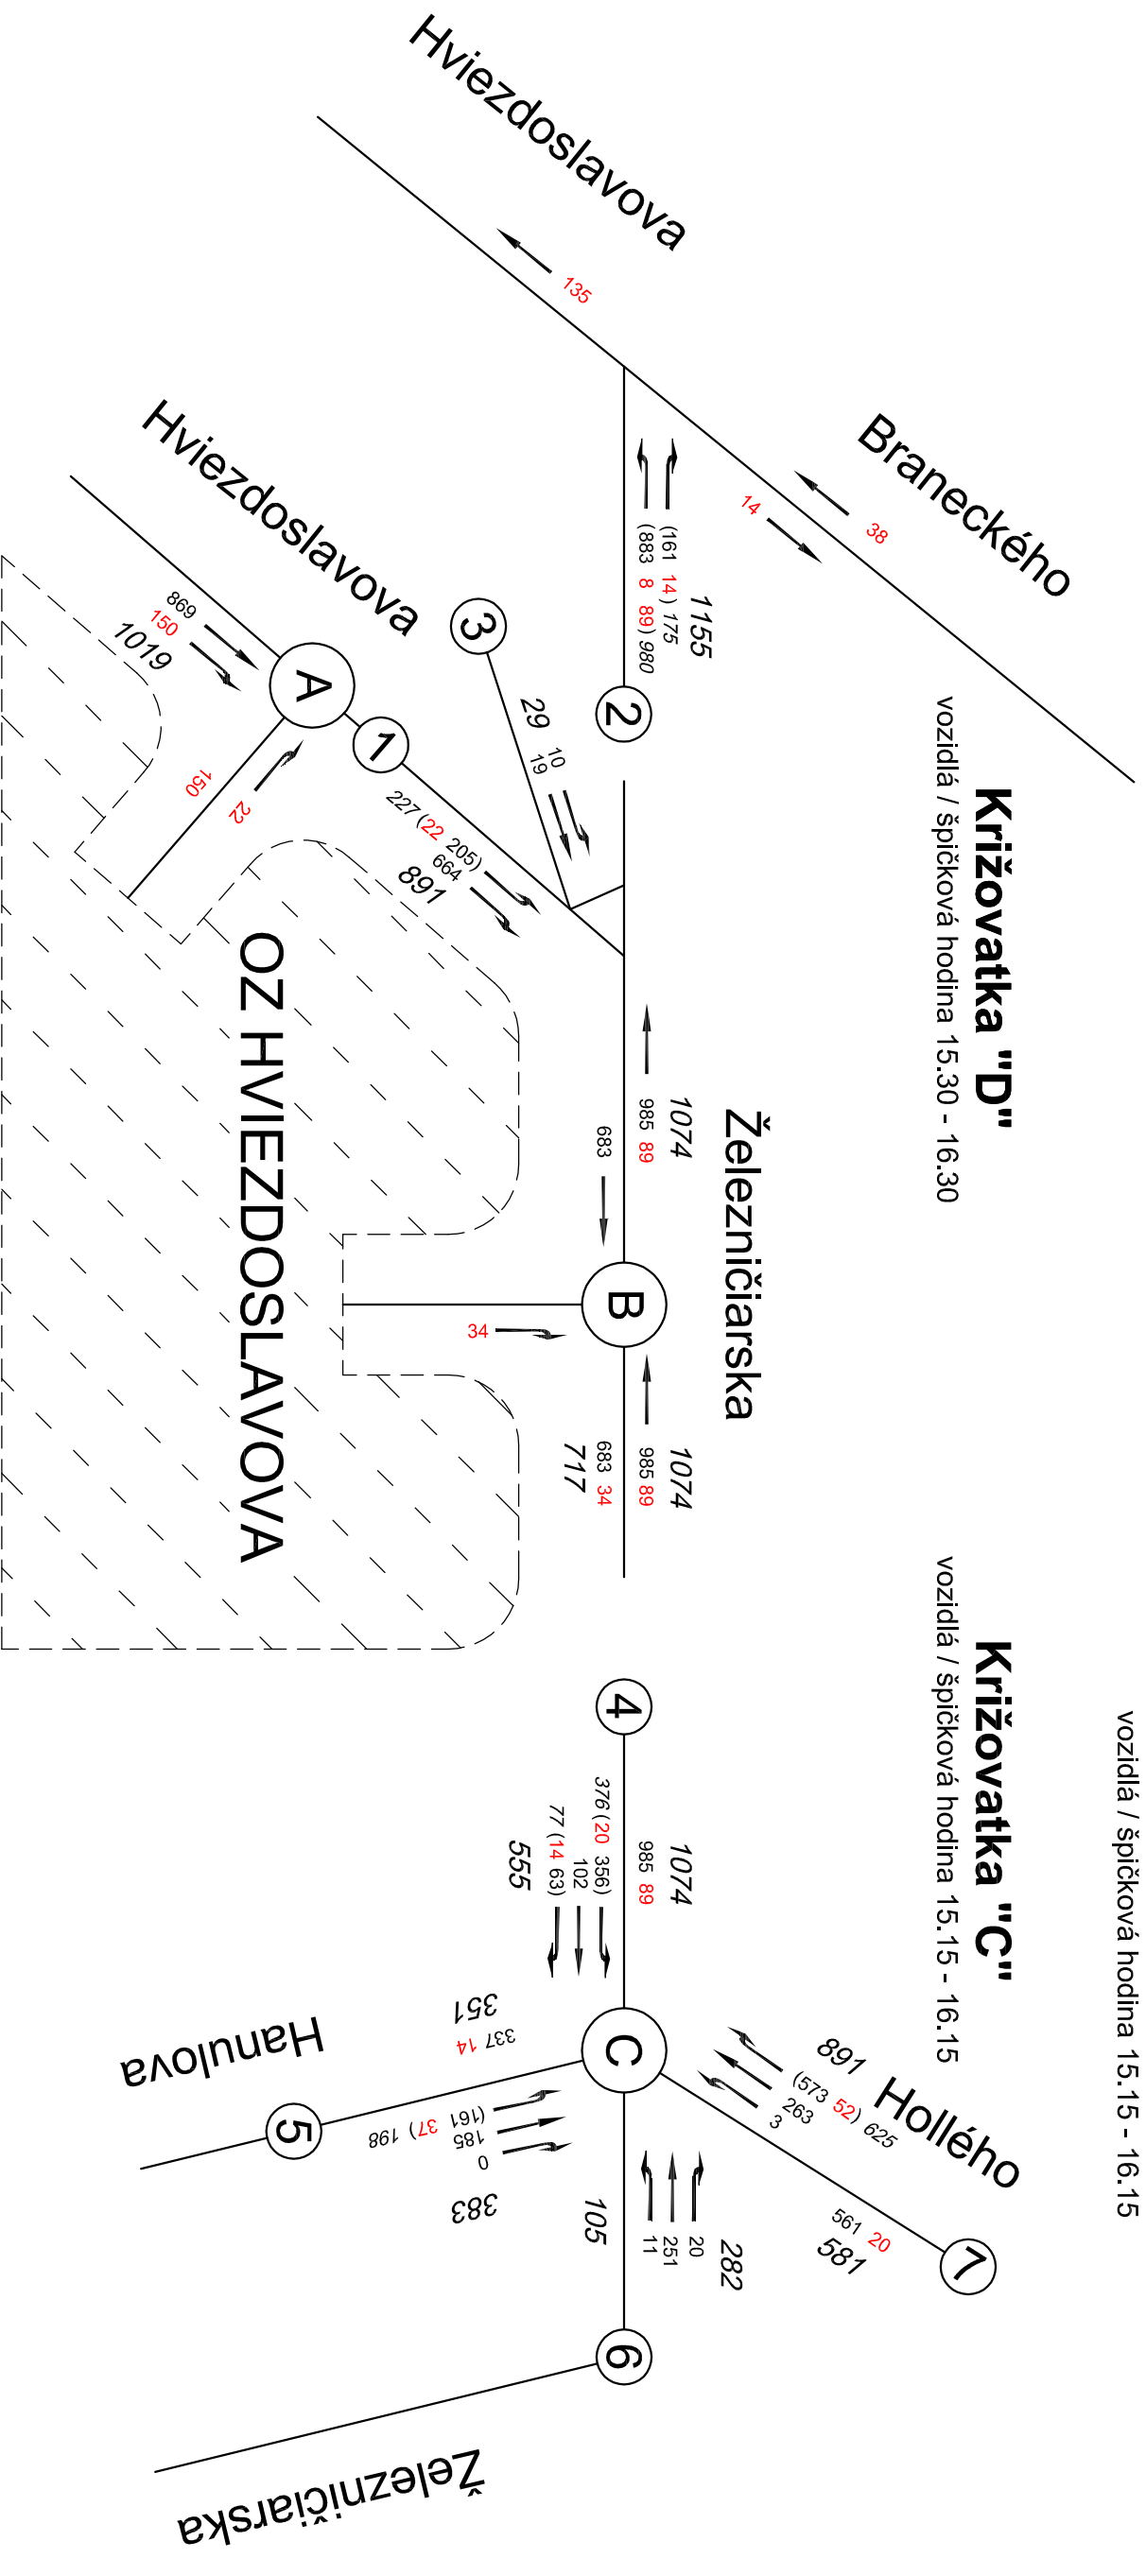 vozidlá / špičková hodina 15.15 - 16.15
Križovatka "D"
vozidlá / špičková hodina 15.30 - 16.30
Križovatka "C"
vozidlá / špičková hodina 15.15 - 16.15
Hviezdoslavova
135
Braneckého
38
14
1155
(161 14) 175
(883 8 89) 980
2
3
29
10
19
Hviezdoslavova
869
150
1019
A
1
150
22
227 (22 205)
664
891
OZ HVIEZDOSLAVOVA
Železničiarska
1074
985 89
683
B
34
1074
985 89
683 34
717
4
1074
985 89
376 (20 356)
102
77 (14 63)
555
C
Hollého
891
(573 52) 625
263
3
561 20
581
7
282
20
251
11
105
6
351
337 14
Hanulova
5
(161 37) 198
185
0
383
Železničiarska